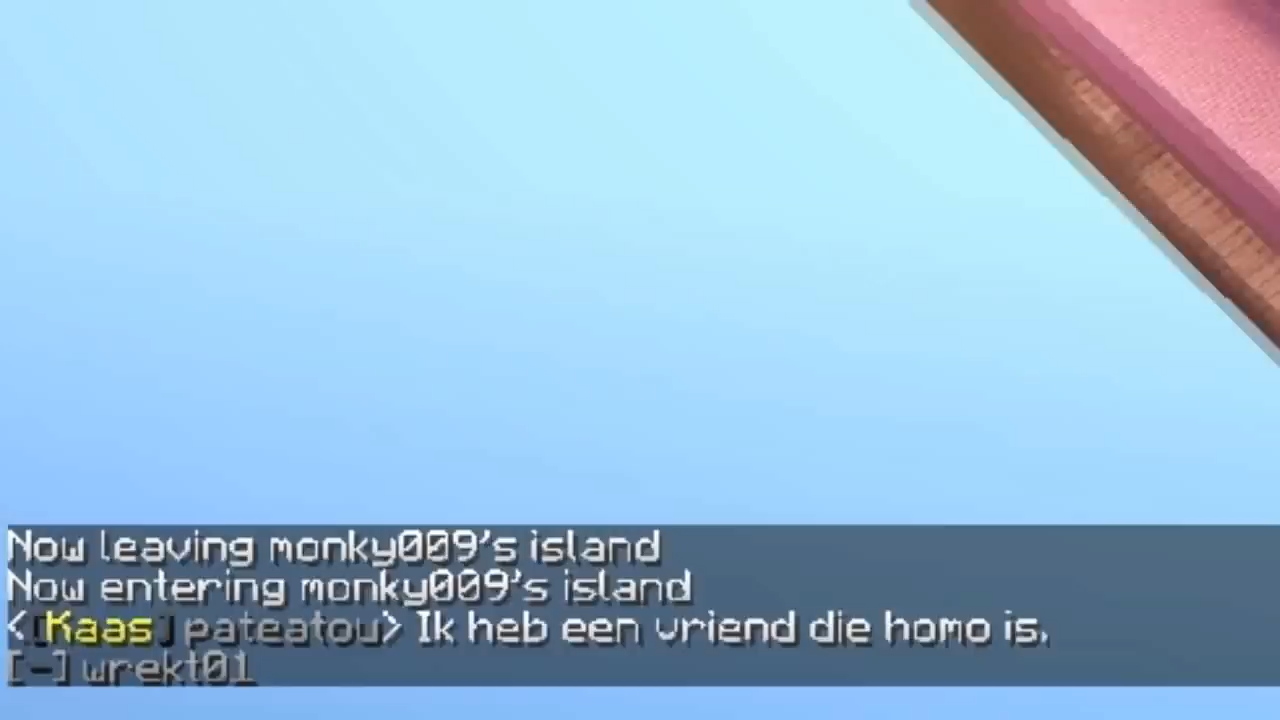 Now leaving monky009's island
Now entering monky009's island
<[Kaas] pateatou> Ik heb een vriend die homo is.
[-] wrekt01